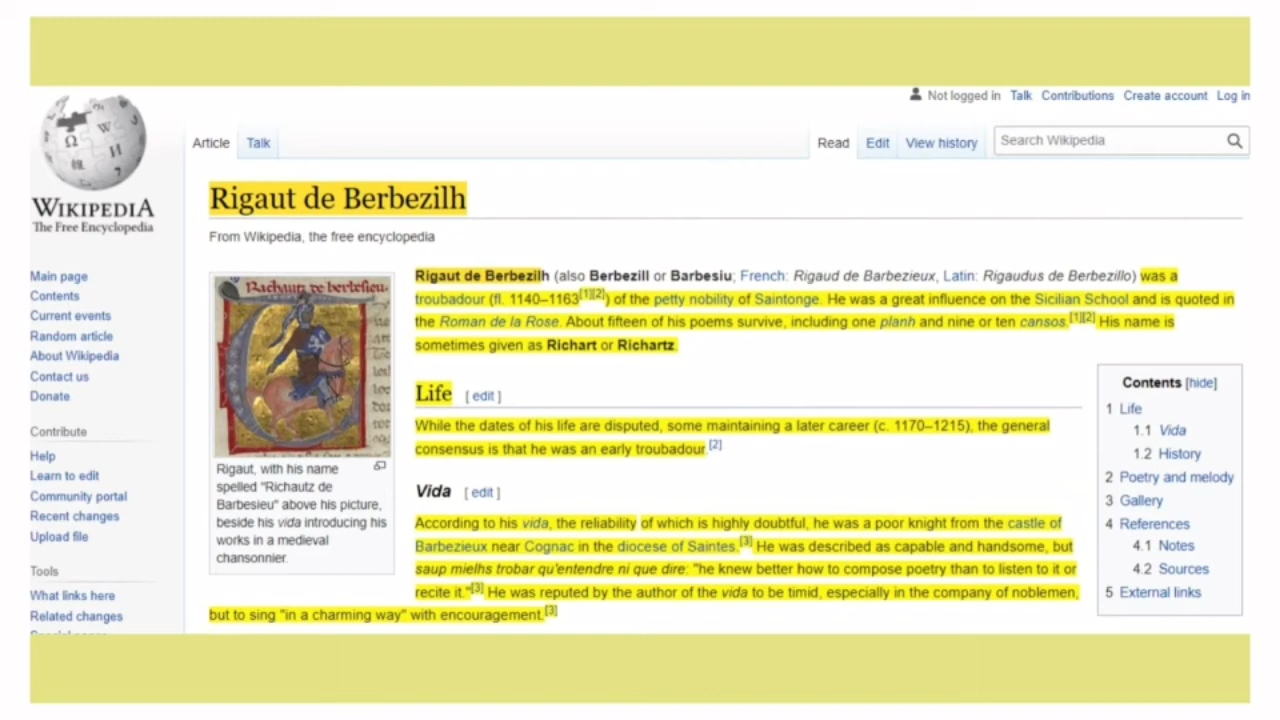 Not logged in Talk Contributions Create account Log in
Article Talk Read Edit View history Search Wikipedia
WIKIPEDIA
The Free Encyclopedia
Main page
Contents
Current events
Random article
About Wikipedia
Contact us
Donate
Contribute
Help
Learn to edit
Community portal
Recent changes
Upload file
Tools
What links here
Related changes
Rigaut de Berbezilh
From Wikipedia, the free encyclopedia
Rigaut, with his name
spelled "Richautz de
Barbesieu" above his picture,
beside his vida introducing his
works in a medieval
chansonnier.
Rigaut de Berbezilh (also Berbezill or Barbesiu; French: Rigaud de Barbezieux, Latin: Rigaudus de Berbezillo) was a
troubadour (fl. 1140–1163[1][2]) of the petty nobility of Saintonge. He was a great influence on the Sicilian School and is quoted in
the Roman de la Rose. About fifteen of his poems survive, including one planh and nine or ten cansos.[1][2] His name is
sometimes given as Richart or Richartz.
Life [ edit ]
While the dates of his life are disputed, some maintaining a later career (c. 1170–1215), the general
consensus is that he was an early troubadour.[2]
Vida [ edit ]
According to his vida, the reliability of which is highly doubtful, he was a poor knight from the castle of
Barbezieux near Cognac in the diocese of Saintes.[3] He was described as capable and handsome, but
saup mielhs trobar qu'entendre ni que dire: "he knew better how to compose poetry than to listen to it or
recite it."[3] He was reputed by the author of the vida to be timid, especially in the company of noblemen,
but to sing "in a charming way" with encouragement.[3]
Contents [hide]
1 Life
1.1 Vida
1.2 History
2 Poetry and melody
3 Gallery
4 References
4.1 Notes
4.2 Sources
5 External links